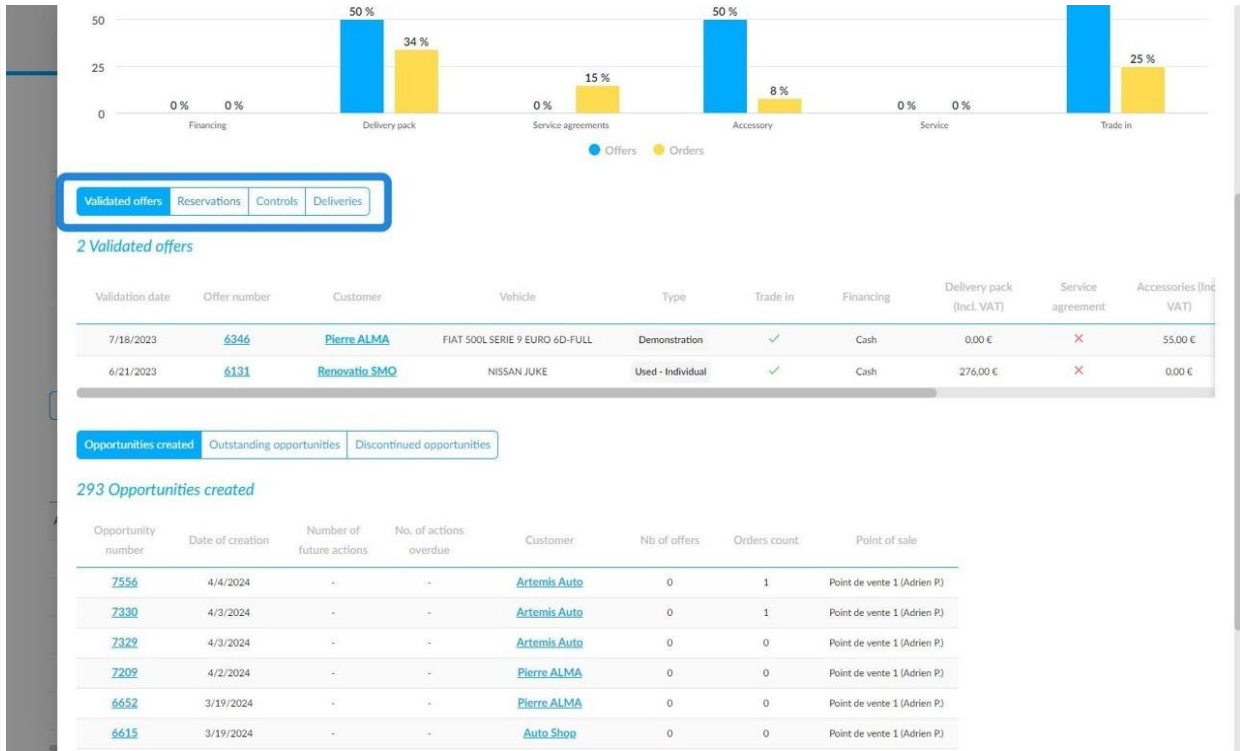 50 % 50 %
50
34 %
25 %
25
15 %
8 %
0 % 0 % 0 % 0 % 0 %
0
Financing Delivery pack Service agreements Accessory Service Trade in
Offers Orders
Validated offers Reservations Controls Deliveries
2 Validated offers
Validation date Offer number Customer Vehicle Type Trade in Financing Delivery pack (Incl. VAT) Service agreement Accessories (Inc VAT)
7/18/2023 6346 Pierre ALMA FIAT 500L SERIE 9 EURO 6D-FULL Demonstration Cash 0,00 € 55,00 €
6/21/2023 6131 Renovatio SMO NISSAN JUKE Used - Individual Cash 276,00 € 0,00 €
Opportunities created Outstanding opportunities Discontinued opportunities
293 Opportunities created
Opportunity number Date of creation Number of future actions No. of actions overdue Customer Nb of offers Orders count Point of sale
7556 4/4/2024 - - Artemis Auto 0 1 Point de vente 1 (Adrien P.)
7330 4/3/2024 - - Artemis Auto 0 1 Point de vente 1 (Adrien P.)
7329 4/3/2024 - - Artemis Auto 0 0 Point de vente 1 (Adrien P.)
7209 4/2/2024 - - Pierre ALMA 0 0 Point de vente 1 (Adrien P.)
6652 3/19/2024 - - Pierre ALMA 0 0 Point de vente 1 (Adrien P.)
6615 3/19/2024 - - Auto Shop 0 0 Point de vente 1 (Adrien P.)